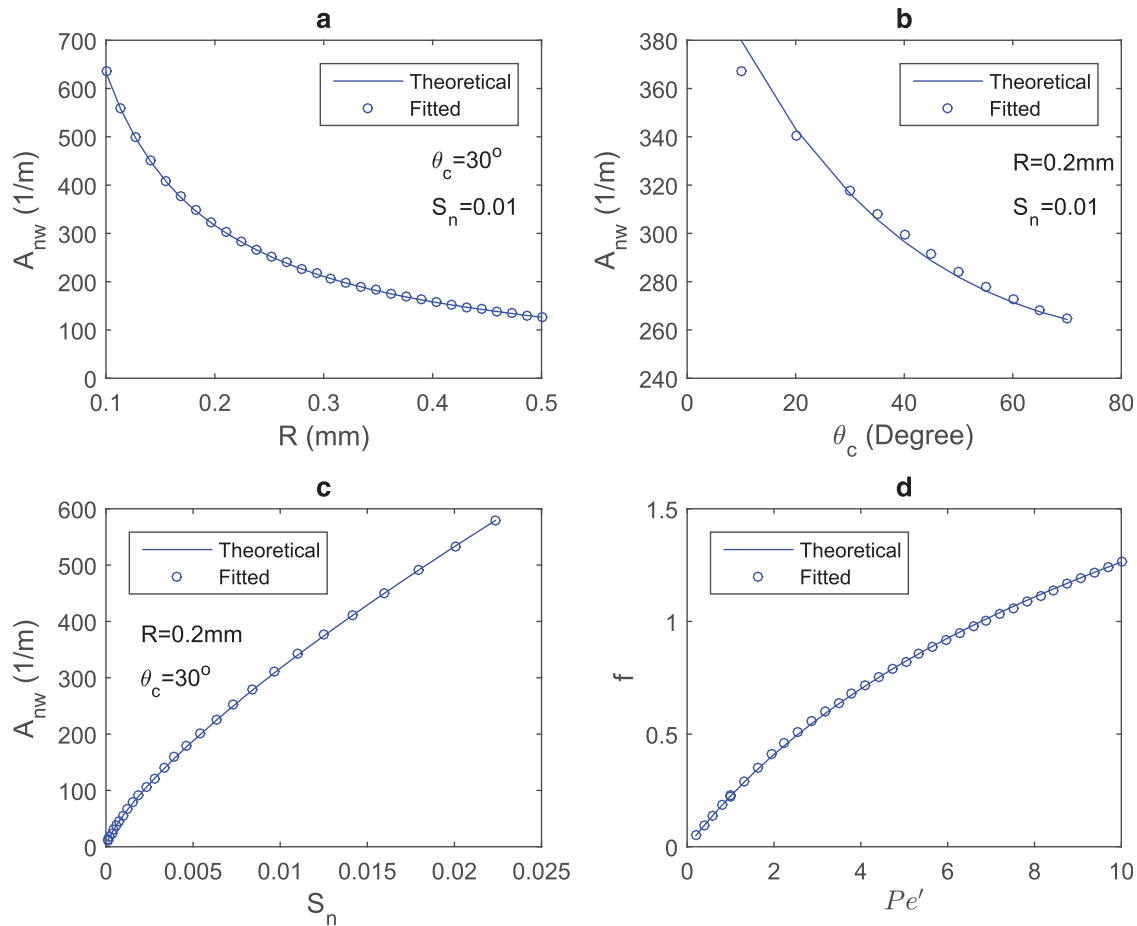 a
700
600
500
400
300
200
100
0
0.1
0.2
0.3
0.4
0.5
A_nw (1/m)
R (mm)
Theoretical
Fitted
θ_c=30°
S_n=0.01
b
380
360
340
320
300
280
260
240
0
20
40
60
80
A_nw (1/m)
θ_c (Degree)
Theoretical
Fitted
R=0.2mm
S_n=0.01
c
600
500
400
300
200
100
0
0
0.005
0.01
0.015
0.02
0.025
A_nw (1/m)
S_n
Theoretical
Fitted
R=0.2mm
θ_c=30°
d
1.5
1
0.5
0
0
2
4
6
8
10
f
Pe′
Theoretical
Fitted